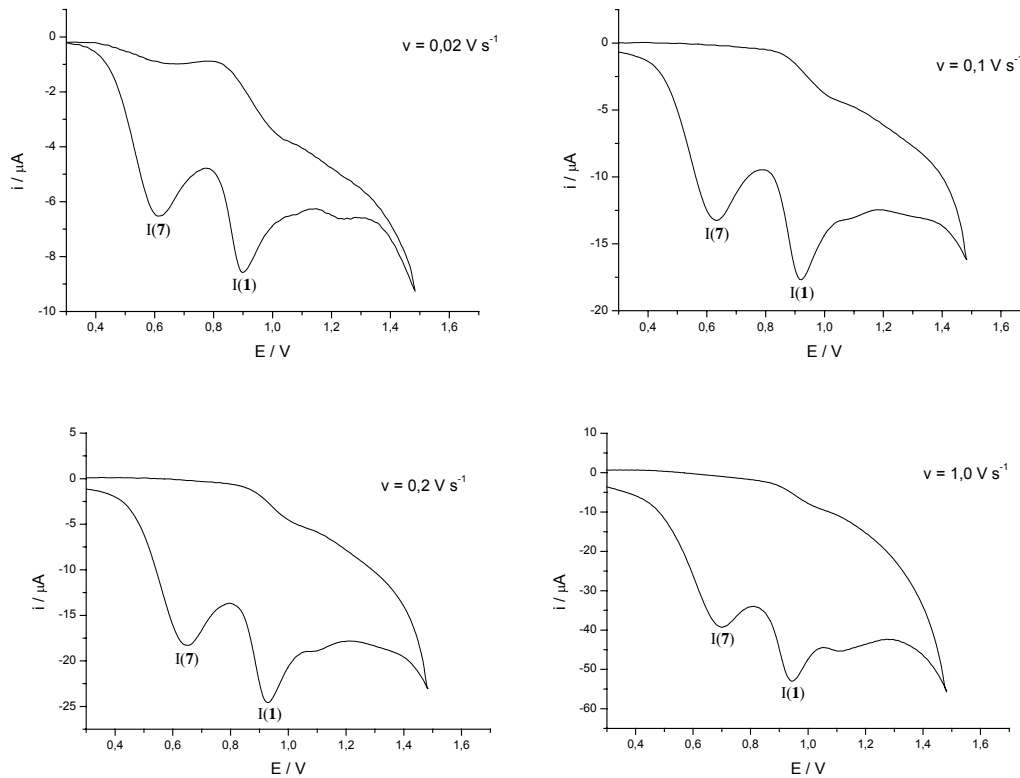 v = 0,02 V s⁻¹
0
-2
-4
-6
-8
-10
i / μA
I(7)
I(1)
0,4 0,6 0,8 1,0 1,2 1,4 1,6
E / V
v = 0,1 V s⁻¹
0
-5
-10
-15
-20
i / μA
I(7)
I(1)
0,4 0,6 0,8 1,0 1,2 1,4 1,6
E / V
v = 0,2 V s⁻¹
5
0
-5
-10
-15
-20
-25
i / μA
I(7)
I(1)
0,4 0,6 0,8 1,0 1,2 1,4 1,6
E / V
v = 1,0 V s⁻¹
10
0
-10
-20
-30
-40
-50
-60
i / μA
I(7)
I(1)
0,4 0,6 0,8 1,0 1,2 1,4 1,6
E / V